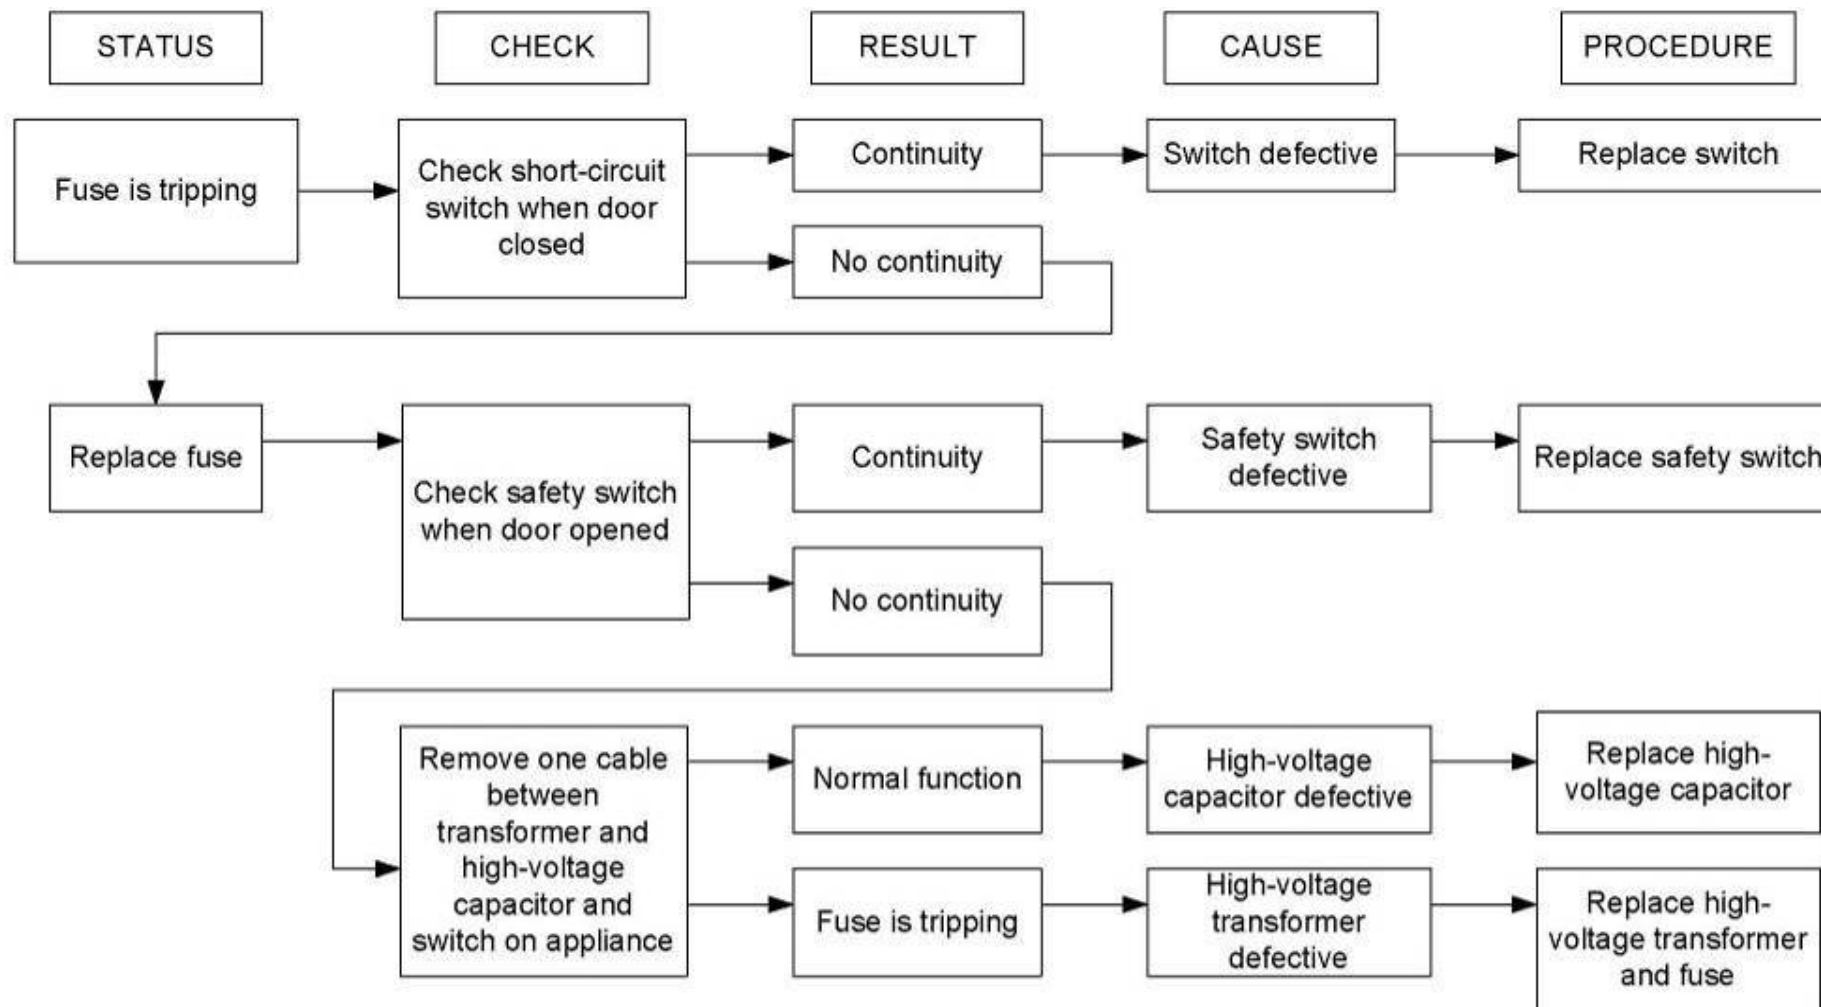 STATUS
CHECK
RESULT
CAUSE
PROCEDURE
Fuse is tripping
Check short-circuit
switch when door
closed
Continuity
Switch defective
Replace switch
No continuity
Replace fuse
Check safety switch
when door opened
Continuity
Safety switch
defective
Replace safety switch
No continuity
Remove one cable
between
transformer and
high-voltage
capacitor and
switch on appliance
Normal function
High-voltage
capacitor defective
Replace high-
voltage capacitor
Fuse is tripping
High-voltage
transformer
defective
Replace high-
voltage transformer
and fuse